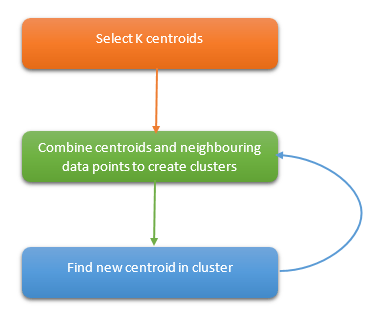 Select K centroids
Combine centroids and neighbouring
data points to create clusters
Find new centroid in cluster